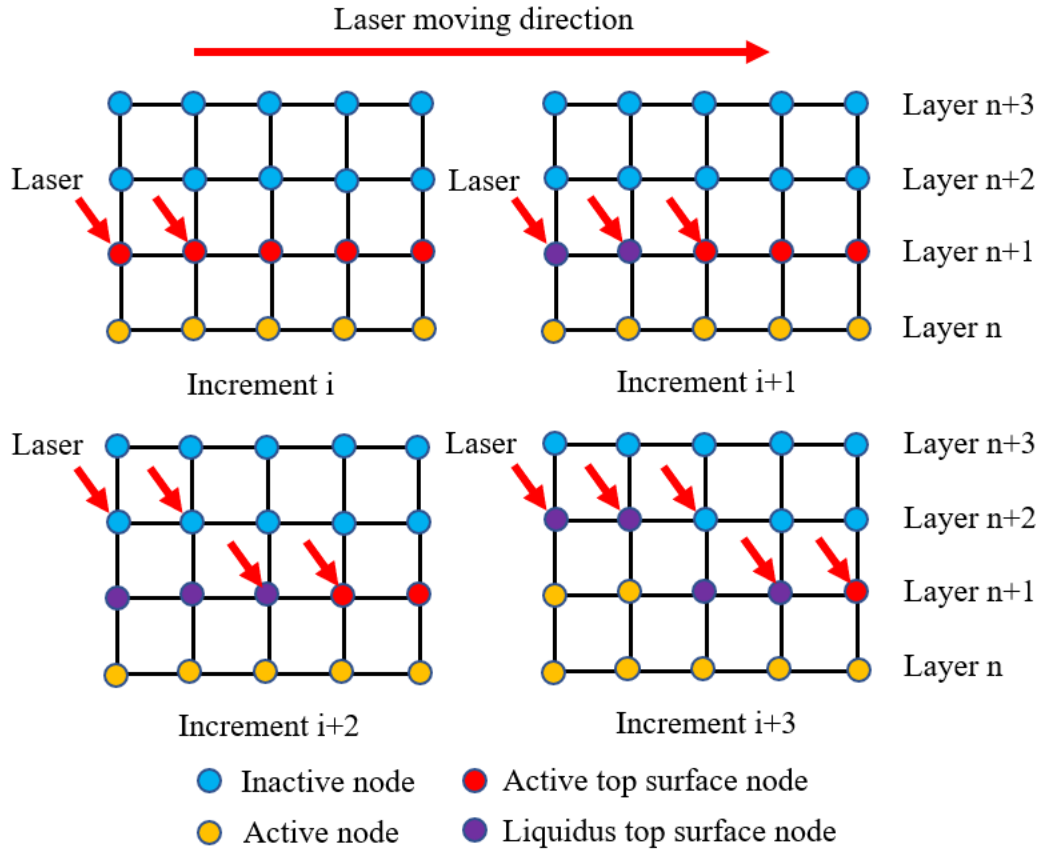 Laser moving direction
Laser
Laser
Layer n+3
Layer n+2
Layer n+1
Layer n
Increment i
Increment i+1
Laser
Laser
Layer n+3
Layer n+2
Layer n+1
Layer n
Increment i+2
Increment i+3
Inactive node
Active top surface node
Active node
Liquidus top surface node